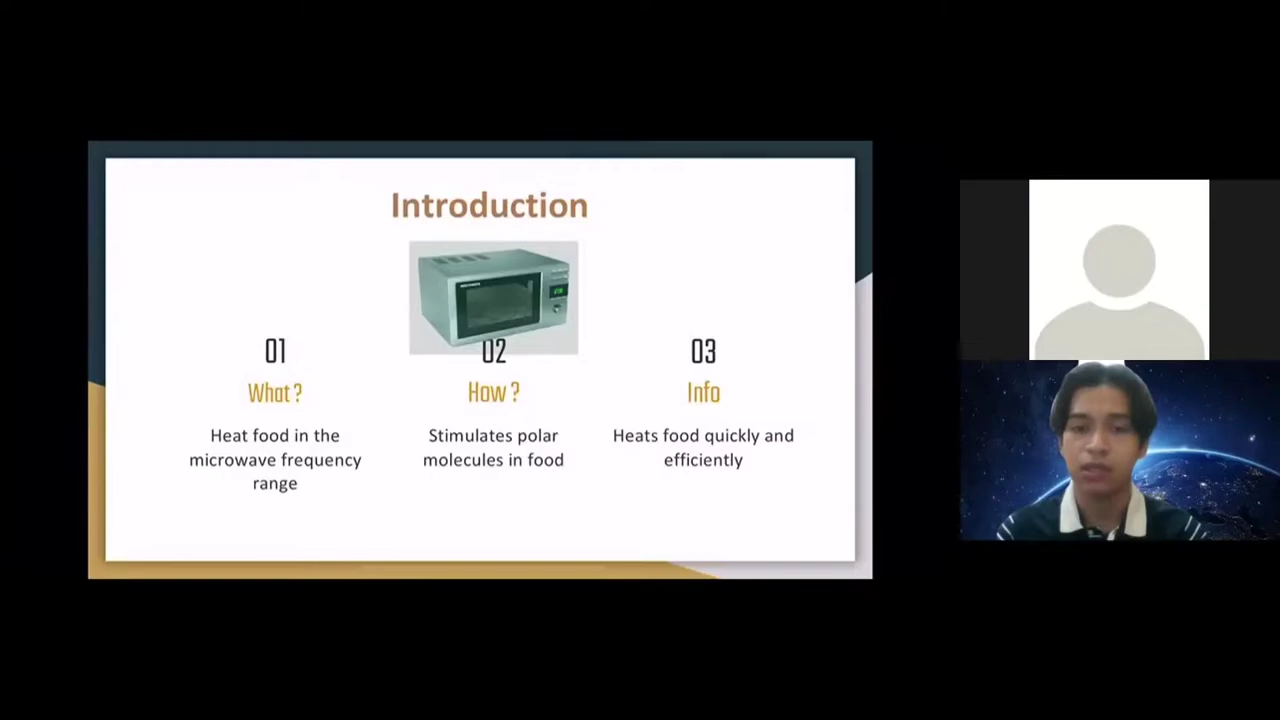 Introduction
01
What ?
Heat food in the
microwave frequency
range
02
How ?
Stimulates polar
molecules in food
03
Info
Heats food quickly and
efficiently